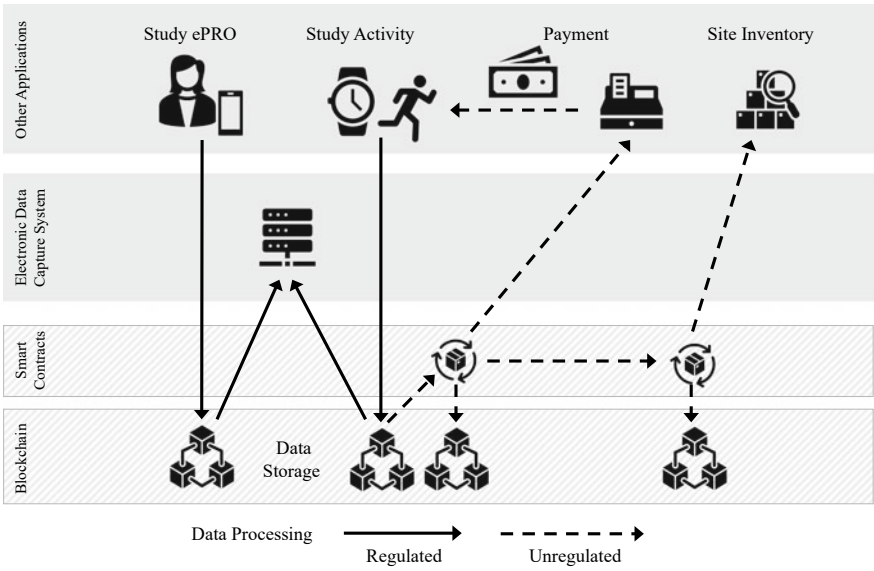 Study ePRO
Study Activity
Payment
Site Inventory
Other Applications
Electronic Data
Capture System
Smart
Contracts
Blockchain
Data
Storage
Data Processing
Regulated
Unregulated